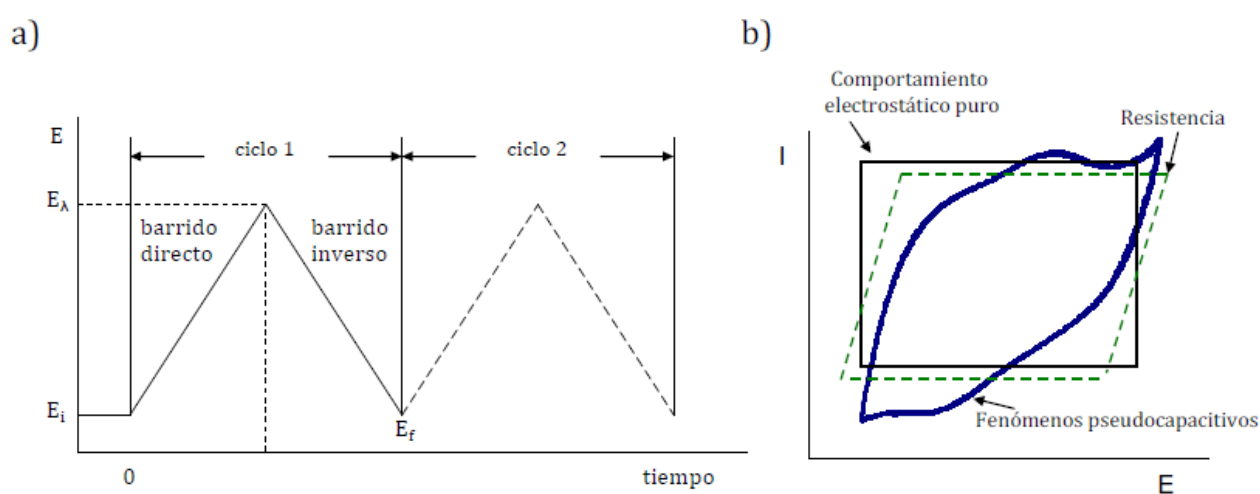 a)
E
ciclo 1
ciclo 2
Eλ
barrido
directo
barrido
inverso
Ei
Ef
0
tiempo
b)
Comportamiento
electrostático puro
Resistencia
I
Fenómenos pseudocapacitivos
E